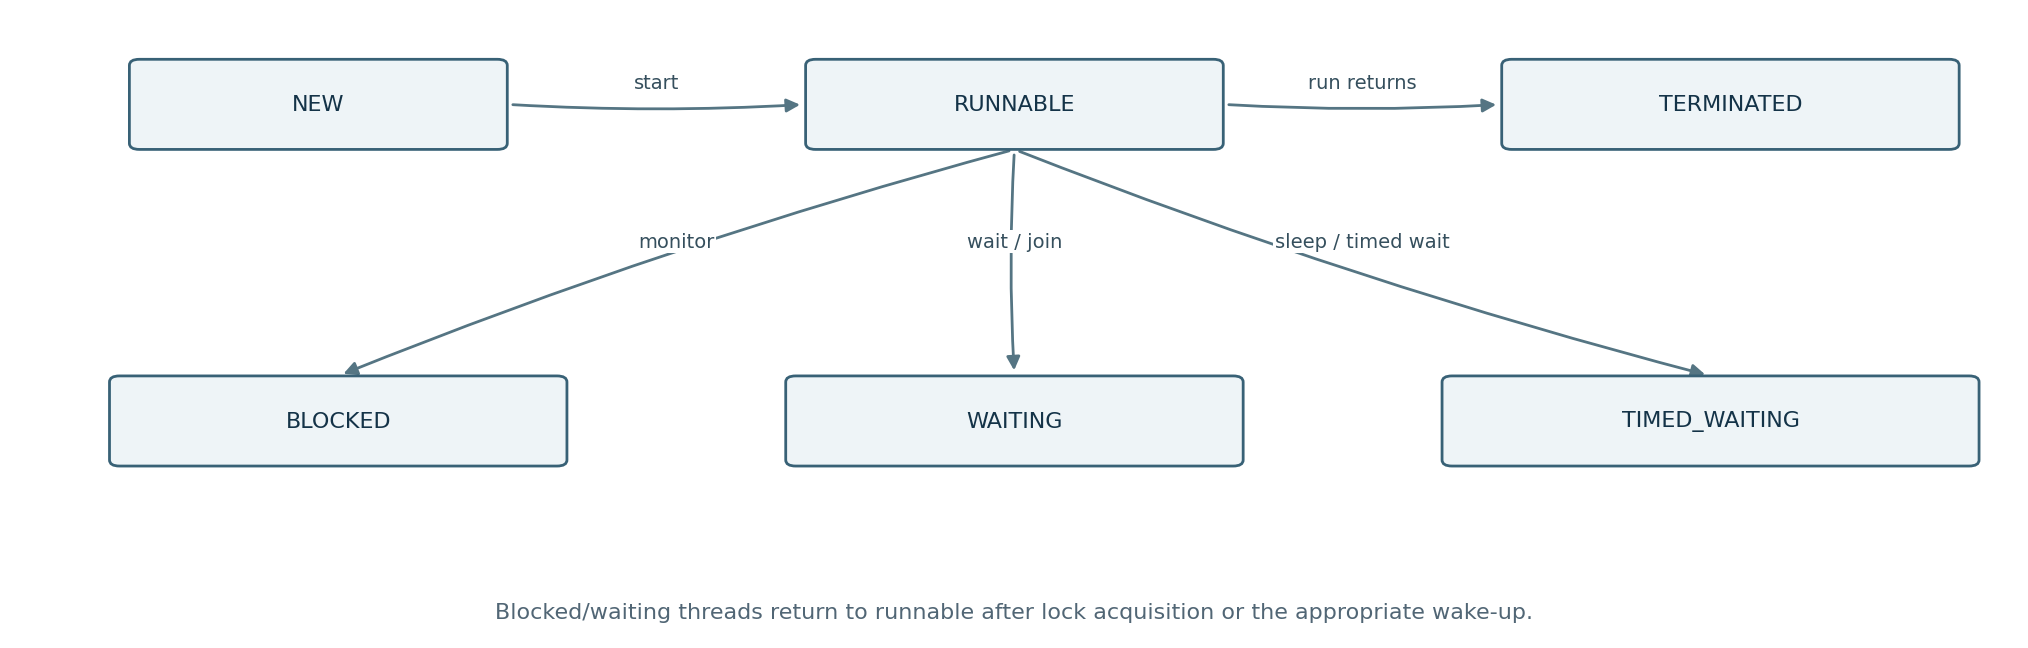 NEW
start
RUNNABLE
run returns
TERMINATED
monitor
wait / join
sleep / timed wait
BLOCKED
WAITING
TIMED_WAITING
Blocked/waiting threads return to runnable after lock acquisition or the appropriate wake-up.